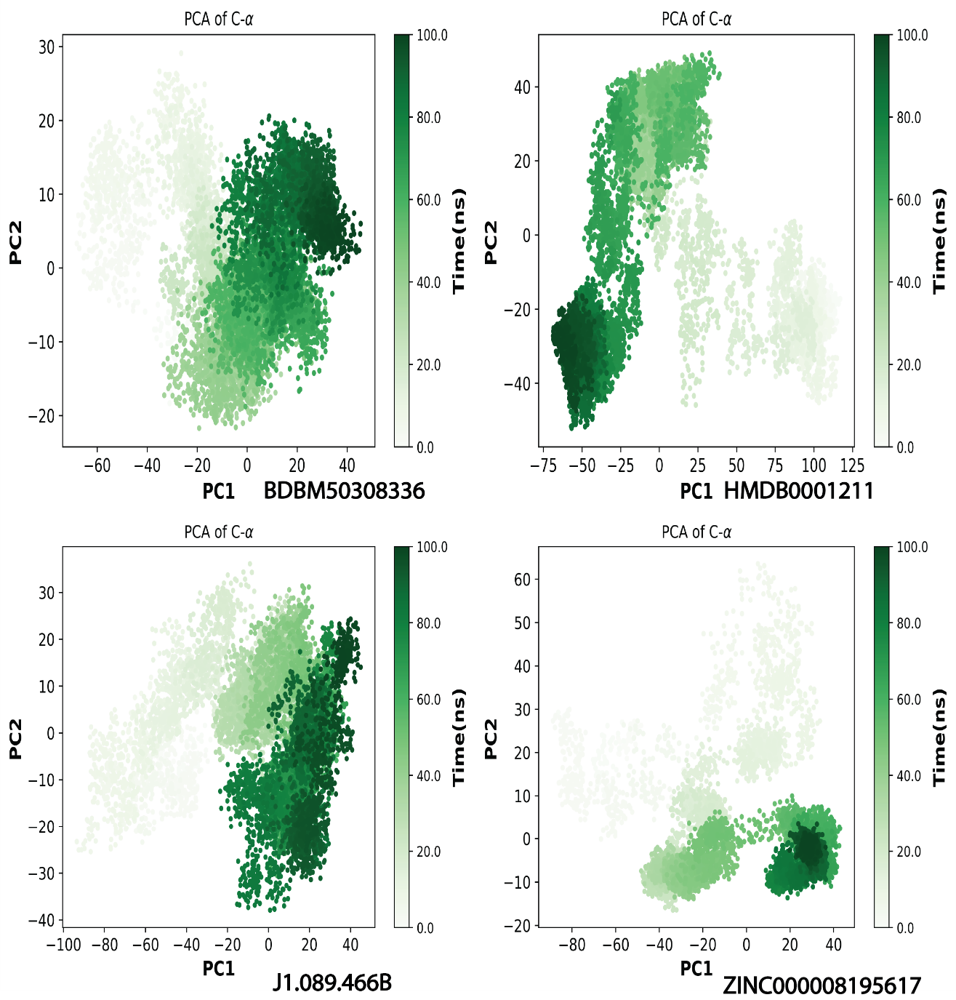 PCA of C-α
30
20
10
0
−10
−20
−60 −40 −20 0 20 40
PC2
PC1 BDBM50308336
100.0
80.0
60.0
40.0
20.0
0.0
Time(ns)
PCA of C-α
40
20
0
−20
−40
−75 −50 −25 0 25 50 75 100 125
PC2
PC1 HMDB0001211
100.0
80.0
60.0
40.0
20.0
0.0
Time(ns)
PCA of C-α
30
20
10
0
−10
−20
−30
−40
−100 −80 −60 −40 −20 0 20 40
PC2
PC1
J1.089.466B
100.0
80.0
60.0
40.0
20.0
0.0
Time(ns)
PCA of C-α
60
50
40
30
20
10
0
−10
−20
−80 −60 −40 −20 0 20 40
PC2
PC1
ZINC000008195617
100.0
80.0
60.0
40.0
20.0
0.0
Time(ns)